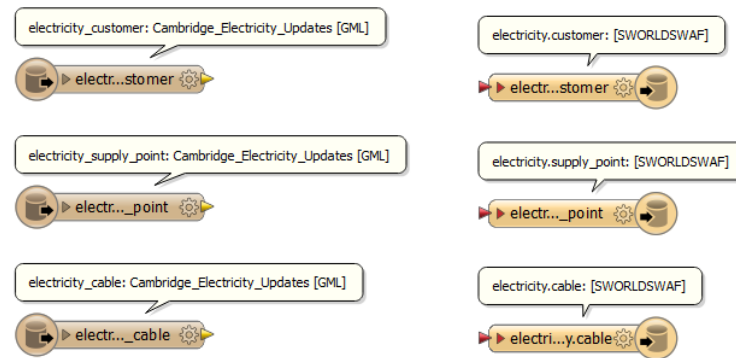 electricity_customer: Cambridge_Electricity_Updates [GML]
electr...stomer
electricity.customer: [SWORLDSWAF]
electr...stomer
electricity_supply_point: Cambridge_Electricity_Updates [GML]
electr..._point
electricity.supply_point: [SWORLDSWAF]
electr..._point
electricity_cable: Cambridge_Electricity_Updates [GML]
electr..._cable
electricity.cable: [SWORLDSWAF]
electri...y.cable